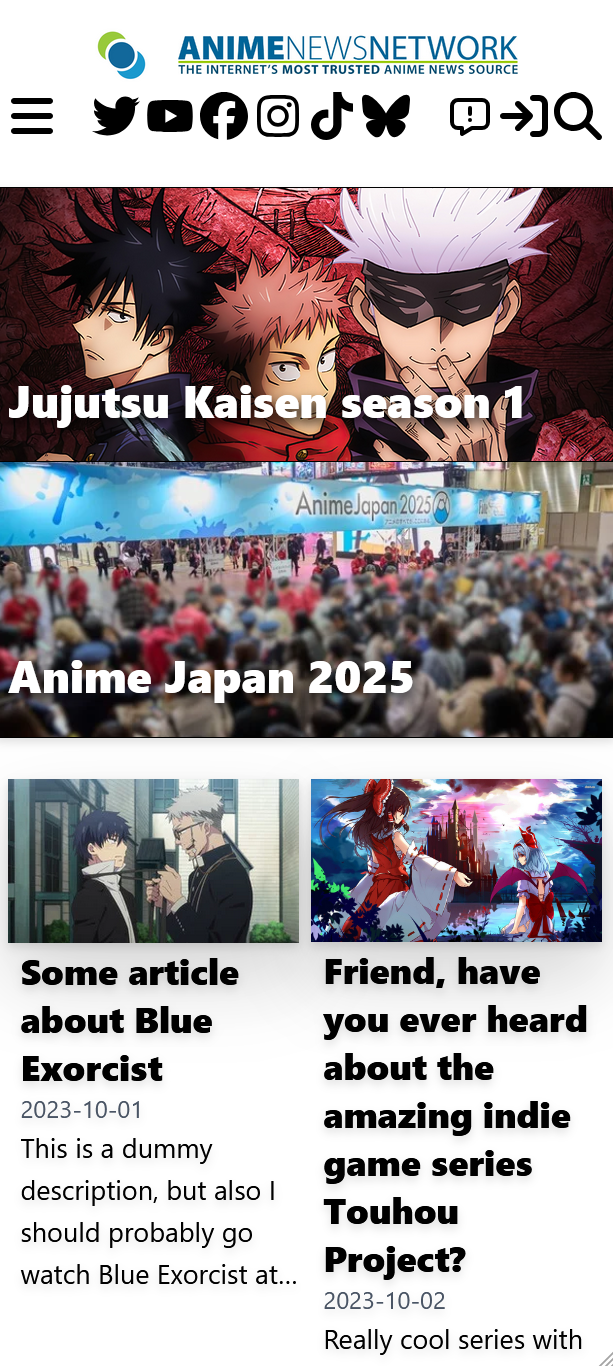 ANIMENEWSNETWORK
THE INTERNET'S MOST TRUSTED ANIME NEWS SOURCE
Jujutsu Kaisen season 1
AnimeJapan 2025
Anime Japan 2025
Some article
about Blue
Exorcist
2023-10-01
This is a dummy
description, but also I
should probably go
watch Blue Exorcist at...
Friend, have
you ever heard
about the
amazing indie
game series
Touhou
Project?
2023-10-02
Really cool series with